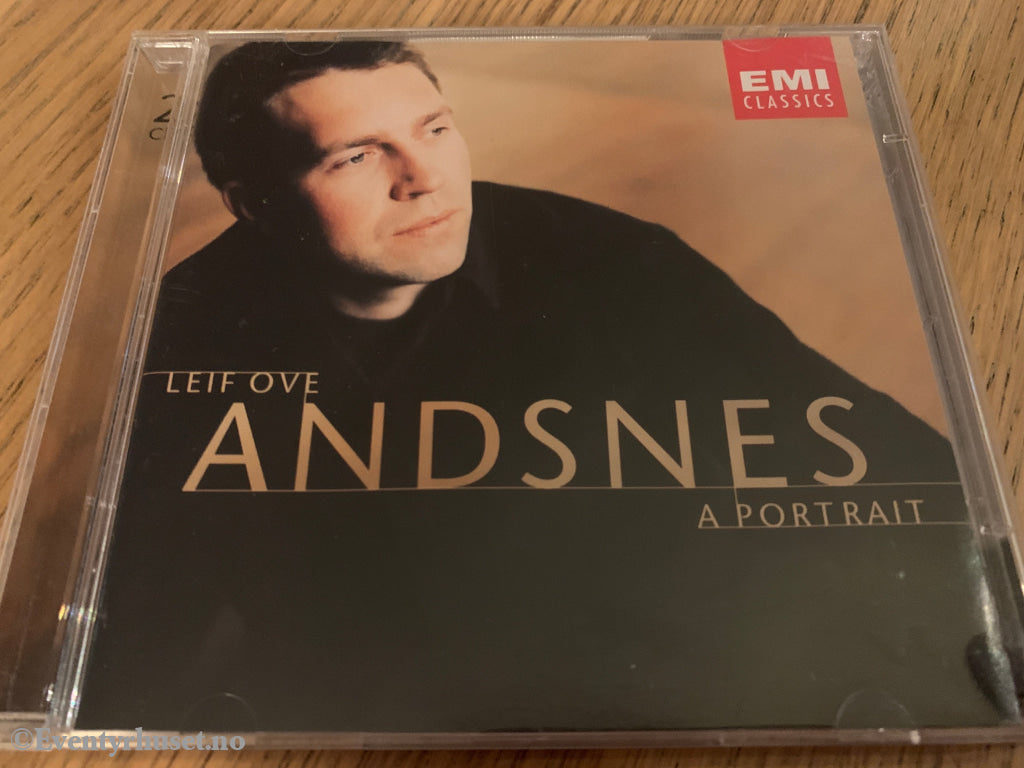 EMI
CLASSICS
LEIF OVE
ANDSNES
A PORTRAIT
©Eventyrhuset.no